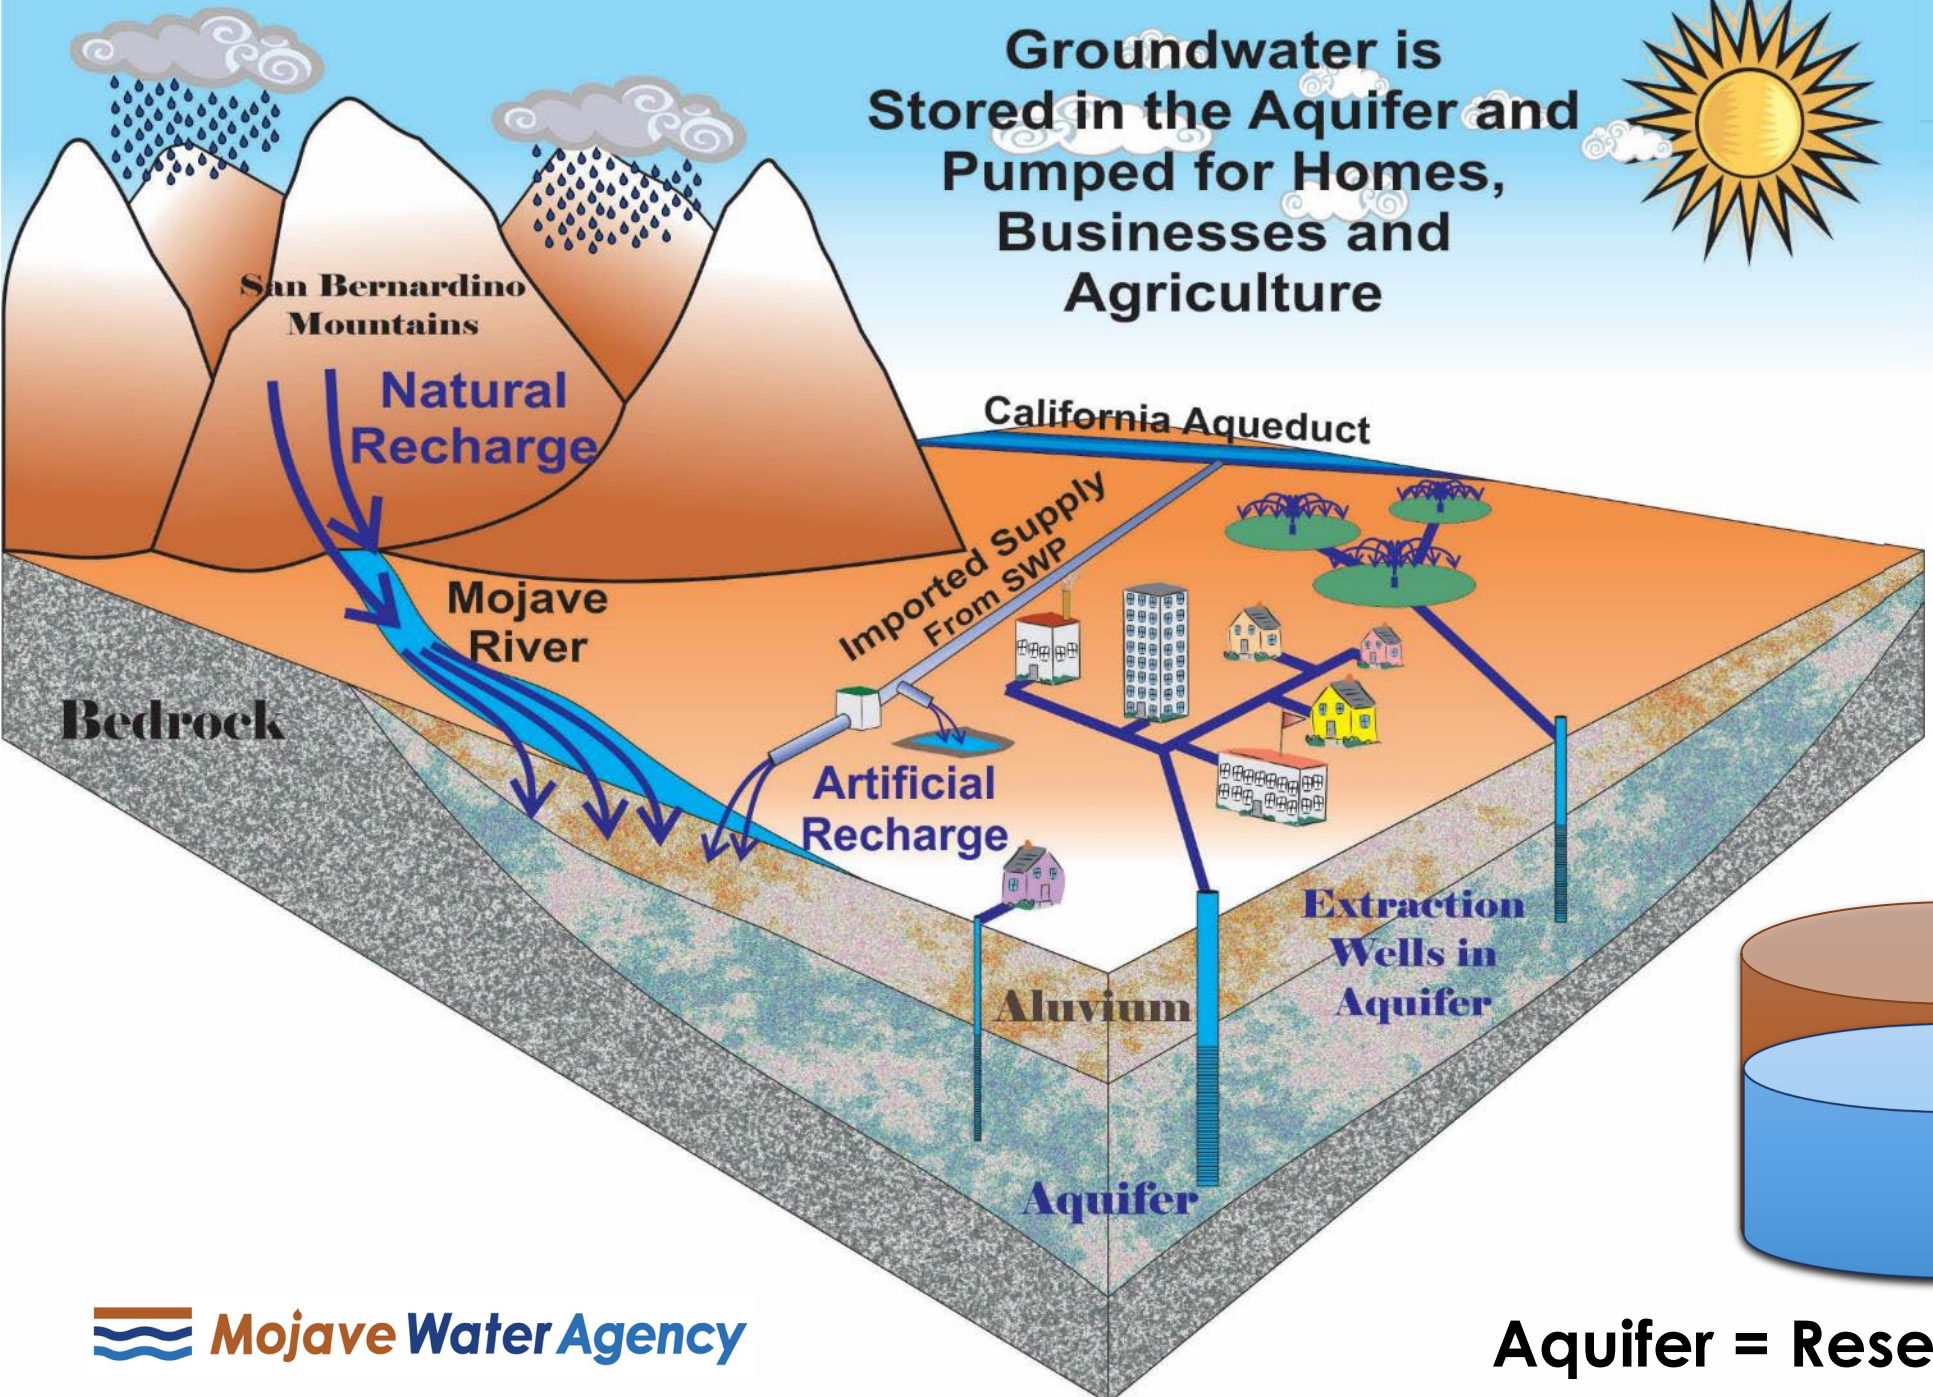 Groundwater is
Stored in the Aquifer and
Pumped for Homes,
Businesses and
Agriculture
San Bernardino
Mountains
Natural
Recharge
California Aqueduct
Imported Supply
From SWP
Mojave
River
Bedrock
Artificial
Recharge
Extraction
Wells in
Aquifer
Aluvium
Aquifer
Mojave Water Agency
Aquifer = Rese